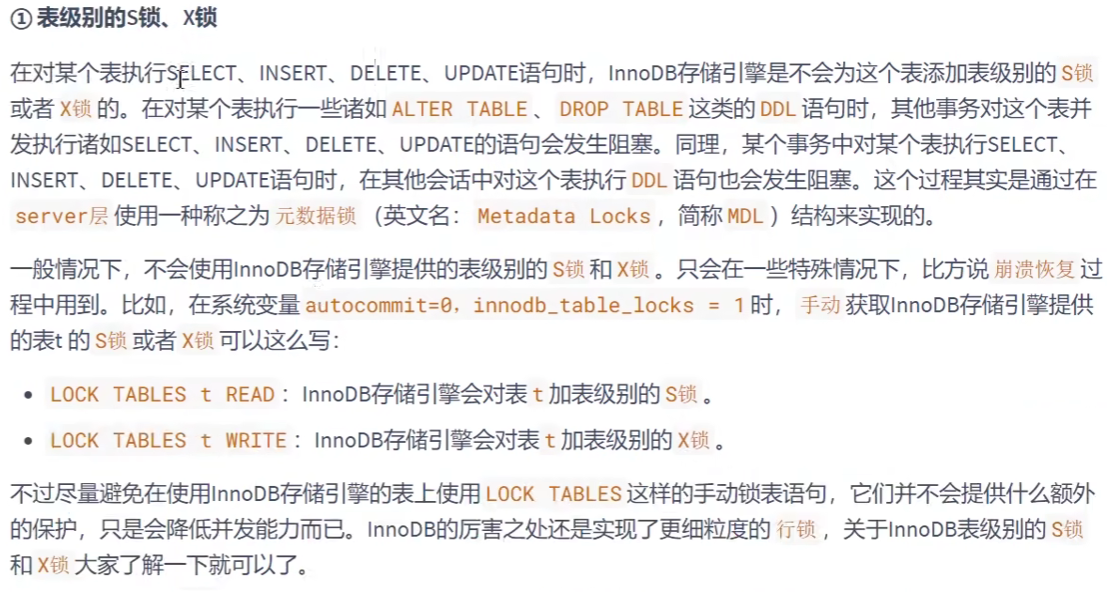 ① 表级别的S锁、X锁
在对某个表执行SELECT、INSERT、DELETE、UPDATE语句时，InnoDB存储引擎是不会为这个表添加表级别的 S锁
或者 X锁 的。在对某个表执行一些诸如 ALTER TABLE 、 DROP TABLE 这类的 DDL 语句时，其他事务对这个表并
发执行诸如SELECT、INSERT、DELETE、UPDATE的语句会发生阻塞。同理，某个事务中对某个表执行SELECT、
INSERT、DELETE、UPDATE语句时，在其他会话中对这个表执行 DDL 语句也会发生阻塞。这个过程其实是通过在
server层 使用一种称之为 元数据锁 （英文名： Metadata Locks ，简称 MDL ）结构来实现的。
一般情况下，不会使用InnoDB存储引擎提供的表级别的 S锁 和 X锁 。只会在一些特殊情况下，比方说 崩溃恢复 过
程中用到。比如，在系统变量 autocommit=0，innodb_table_locks = 1 时， 手动 获取InnoDB存储引擎提供
的表t 的 S锁 或者 X锁 可以这么写：
• LOCK TABLES t READ ：InnoDB存储引擎会对表 t 加表级别的 S锁 。
• LOCK TABLES t WRITE ：InnoDB存储引擎会对表 t 加表级别的 X锁 。
不过尽量避免在使用InnoDB存储引擎的表上使用 LOCK TABLES 这样的手动锁表语句，它们并不会提供什么额外
的保护，只是会降低并发能力而已。InnoDB的厉害之处还是实现了更细粒度的 行锁 ，关于InnoDB表级别的 S锁
和 X锁 大家了解一下就可以了。